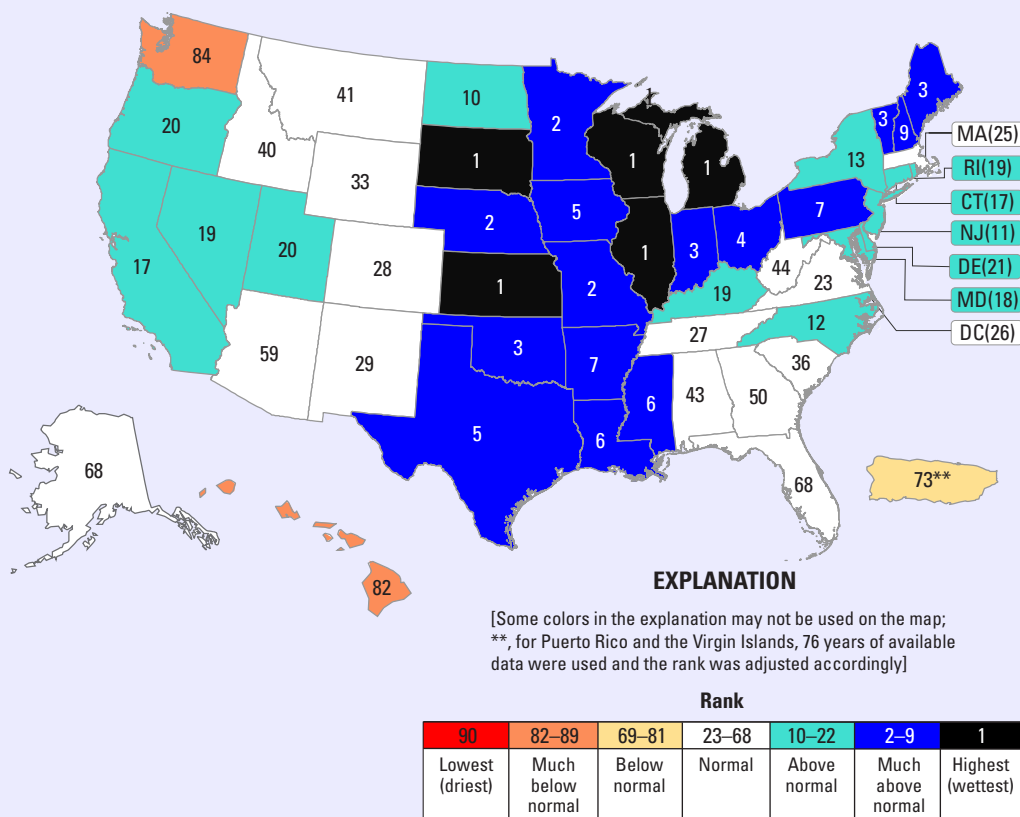 84
41
10
2
1
3
3
9
MA(25)
20
40
1
1
1
13
RI(19)
33
5
7
CT(17)
19
20
2
3
4
NJ(11)
17
28
1
1
44
23
DE(21)
2
19
MD(18)
12
DC(26)
59
29
3
27
7
36
43
50
5
6
6
68
68
73**
82
EXPLANATION
[Some colors in the explanation may not be used on the map;
**, for Puerto Rico and the Virgin Islands, 76 years of available
data were used and the rank was adjusted accordingly]
Rank
90 82–89 69–81 23–68 10–22 2–9 1
Lowest Much Below Normal Above Much Highest
(driest) below normal normal above (wettest)
normal normal